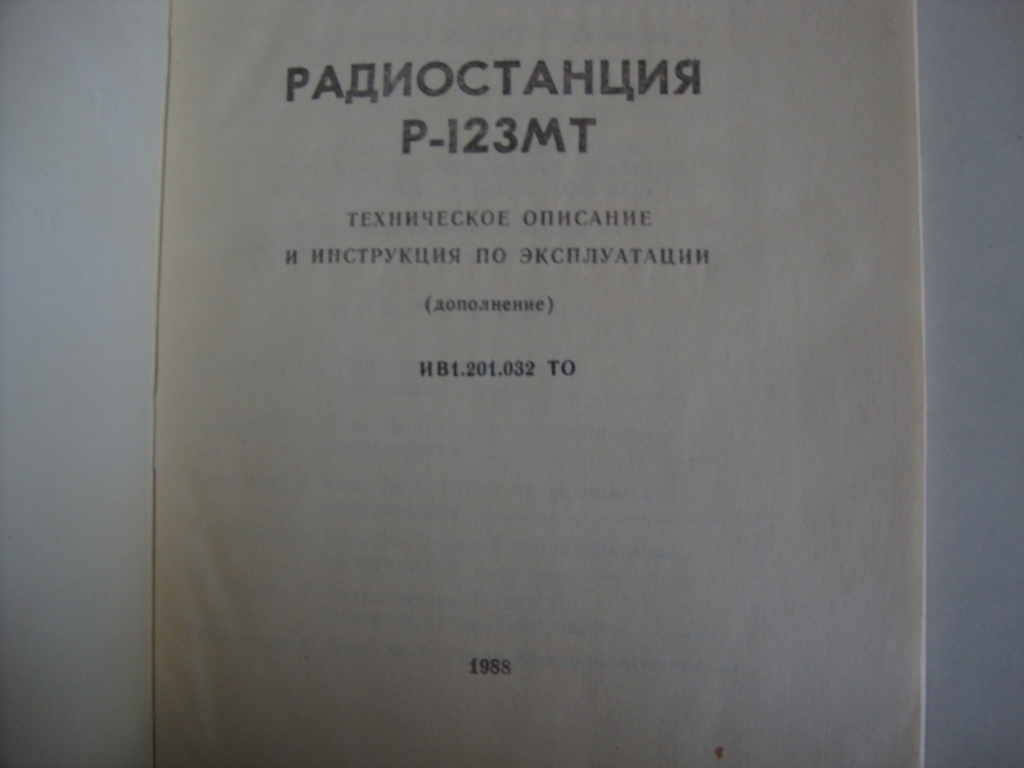 РАДИОСТАНЦИЯ
Р-123МТ
ТЕХНИЧЕСКОЕ ОПИСАНИЕ
И ИНСТРУКЦИЯ ПО ЭКСПЛУАТАЦИИ
(дополнение)
ИВ1.201.032 ТО
1988